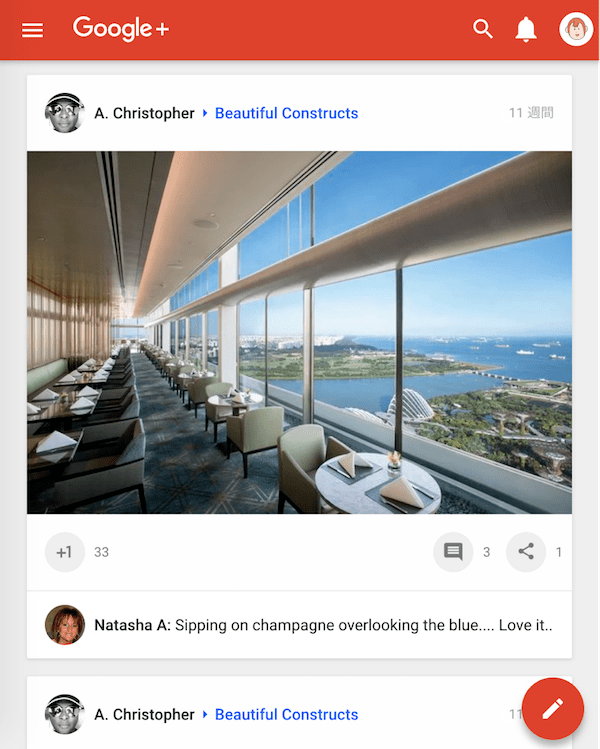 Google+
A. Christopher Beautiful Constructs 11 週間
+1 33 3 1
Natasha A: Sipping on champagne overlooking the blue.... Love it..
A. Christopher Beautiful Constructs 11